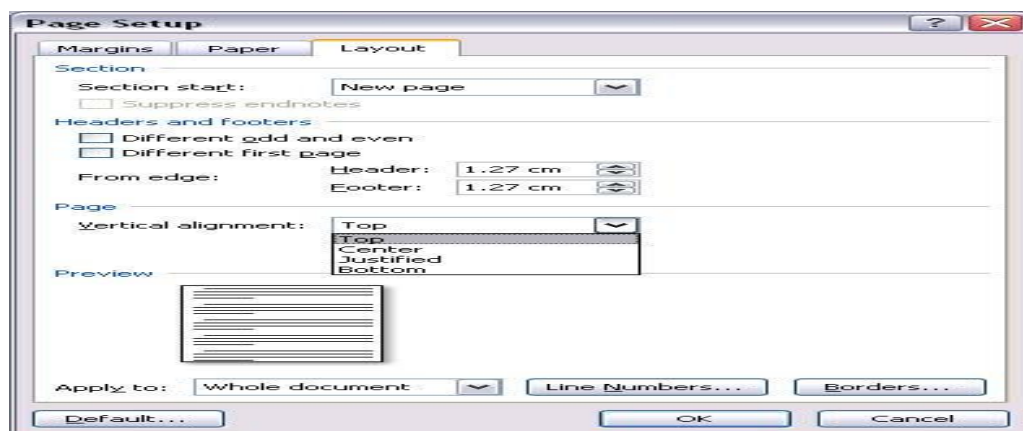 Page Setup
Margins Paper Layout
Section
Section start: New page
Suppress endnotes
Headers and footers
Different odd and even
Different first page
From edge: Header: 1.27 cm
Footer: 1.27 cm
Page
Vertical alignment: Top
Top
Center
Justified
Bottom
Preview
Apply to: Whole document Line Numbers... Borders...
Default... OK Cancel